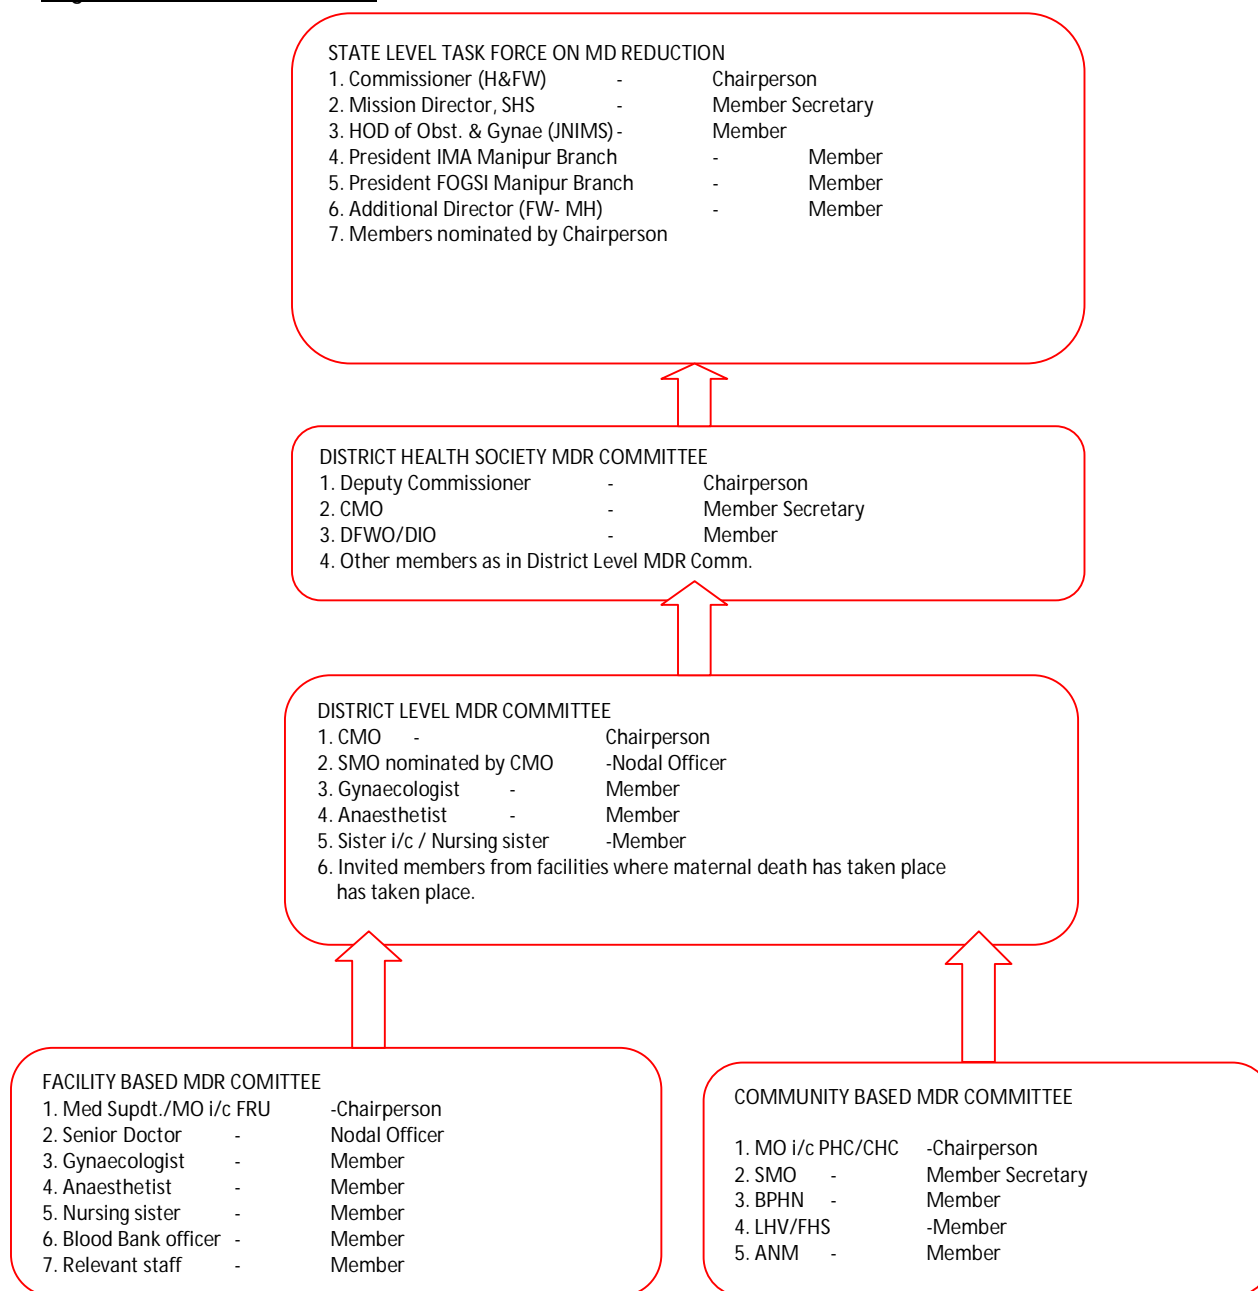 STATE LEVEL TASK FORCE ON MD REDUCTION
1. Commissioner (H&FW) - Chairperson
2. Mission Director, SHS - Member Secretary
3. HOD of Obst. & Gynae (JNIMS) - Member
4. President IMA Manipur Branch - Member
5. President FOGSI Manipur Branch - Member
6. Additional Director (FW- MH) - Member
7. Members nominated by Chairperson
DISTRICT HEALTH SOCIETY MDR COMMITTEE
1. Deputy Commissioner - Chairperson
2. CMO - Member Secretary
3. DFWO/DIO - Member
4. Other members as in District Level MDR Comm.
DISTRICT LEVEL MDR COMMITTEE
1. CMO - Chairperson
2. SMO nominated by CMO -Nodal Officer
3. Gynaecologist - Member
4. Anaesthetist - Member
5. Sister i/c / Nursing sister -Member
6. Invited members from facilities where maternal death has taken place
has taken place.
FACILITY BASED MDR COMITTEE
1. Med Supdt./MO i/c FRU -Chairperson
2. Senior Doctor - Nodal Officer
3. Gynaecologist - Member
4. Anaesthetist - Member
5. Nursing sister - Member
6. Blood Bank officer - Member
7. Relevant staff - Member
COMMUNITY BASED MDR COMMITTEE
1. MO i/c PHC/CHC -Chairperson
2. SMO - Member Secretary
3. BPHN - Member
4. LHV/FHS -Member
5. ANM - Member